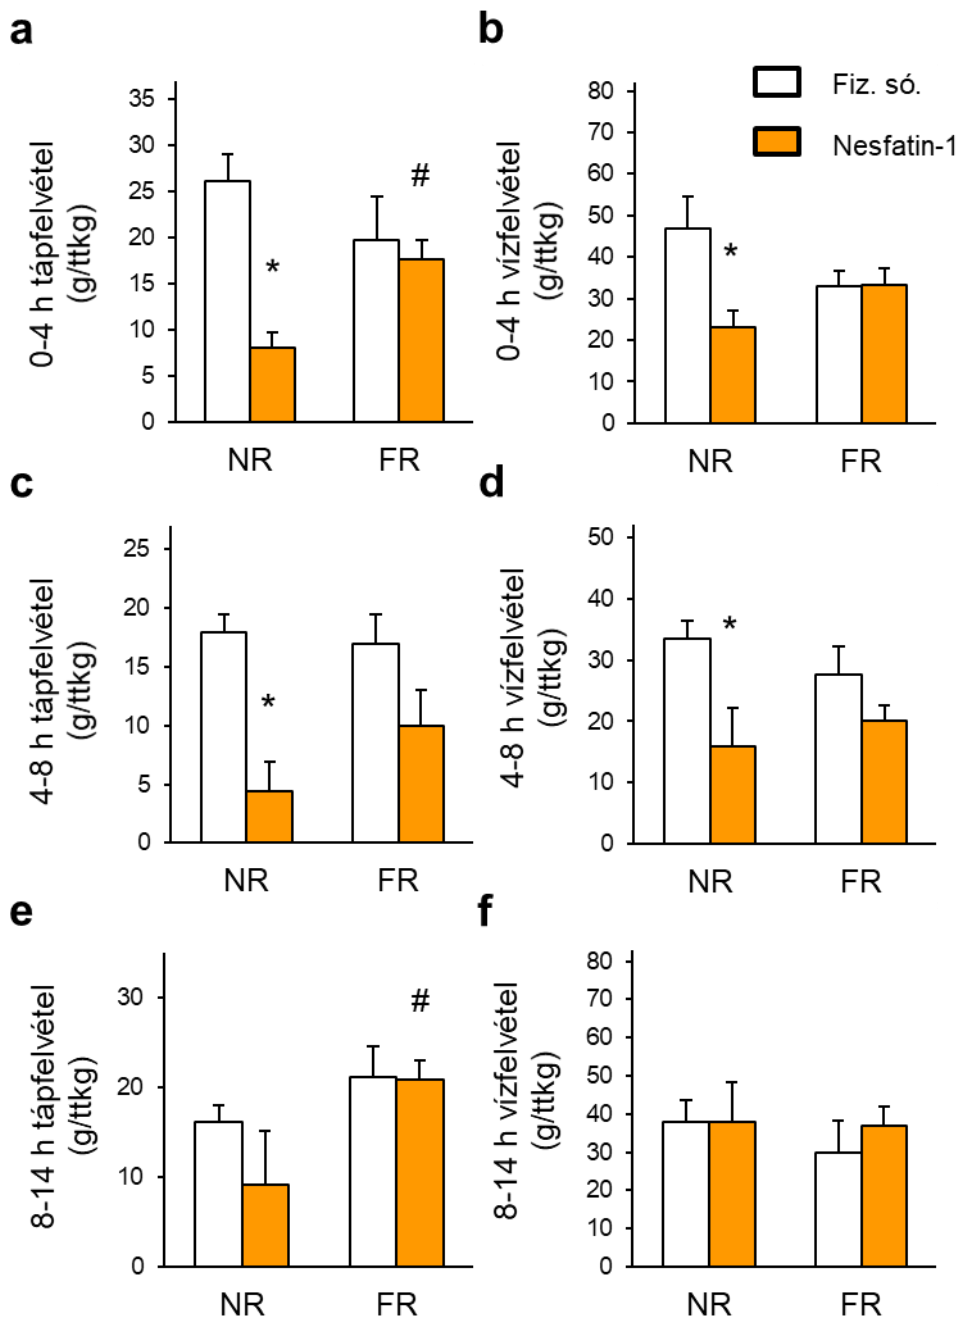 a
0-4 h tápfelvétel
(g/ttkg)
35
30
25
20
15
10
5
0
*
#
NR
FR
b
Fiz. só.
Nesfatin-1
0-4 h vízfelvétel
(g/ttkg)
80
70
60
50
40
30
20
10
0
*
NR
FR
c
4-8 h tápfelvétel
(g/ttkg)
25
20
15
10
5
0
*
NR
FR
d
4-8 h vízfelvétel
(g/ttkg)
50
40
30
20
10
0
*
NR
FR
e
8-14 h tápfelvétel
(g/ttkg)
30
20
10
0
#
NR
FR
f
8-14 h vízfelvétel
(g/ttkg)
80
70
60
50
40
30
20
10
0
NR
FR